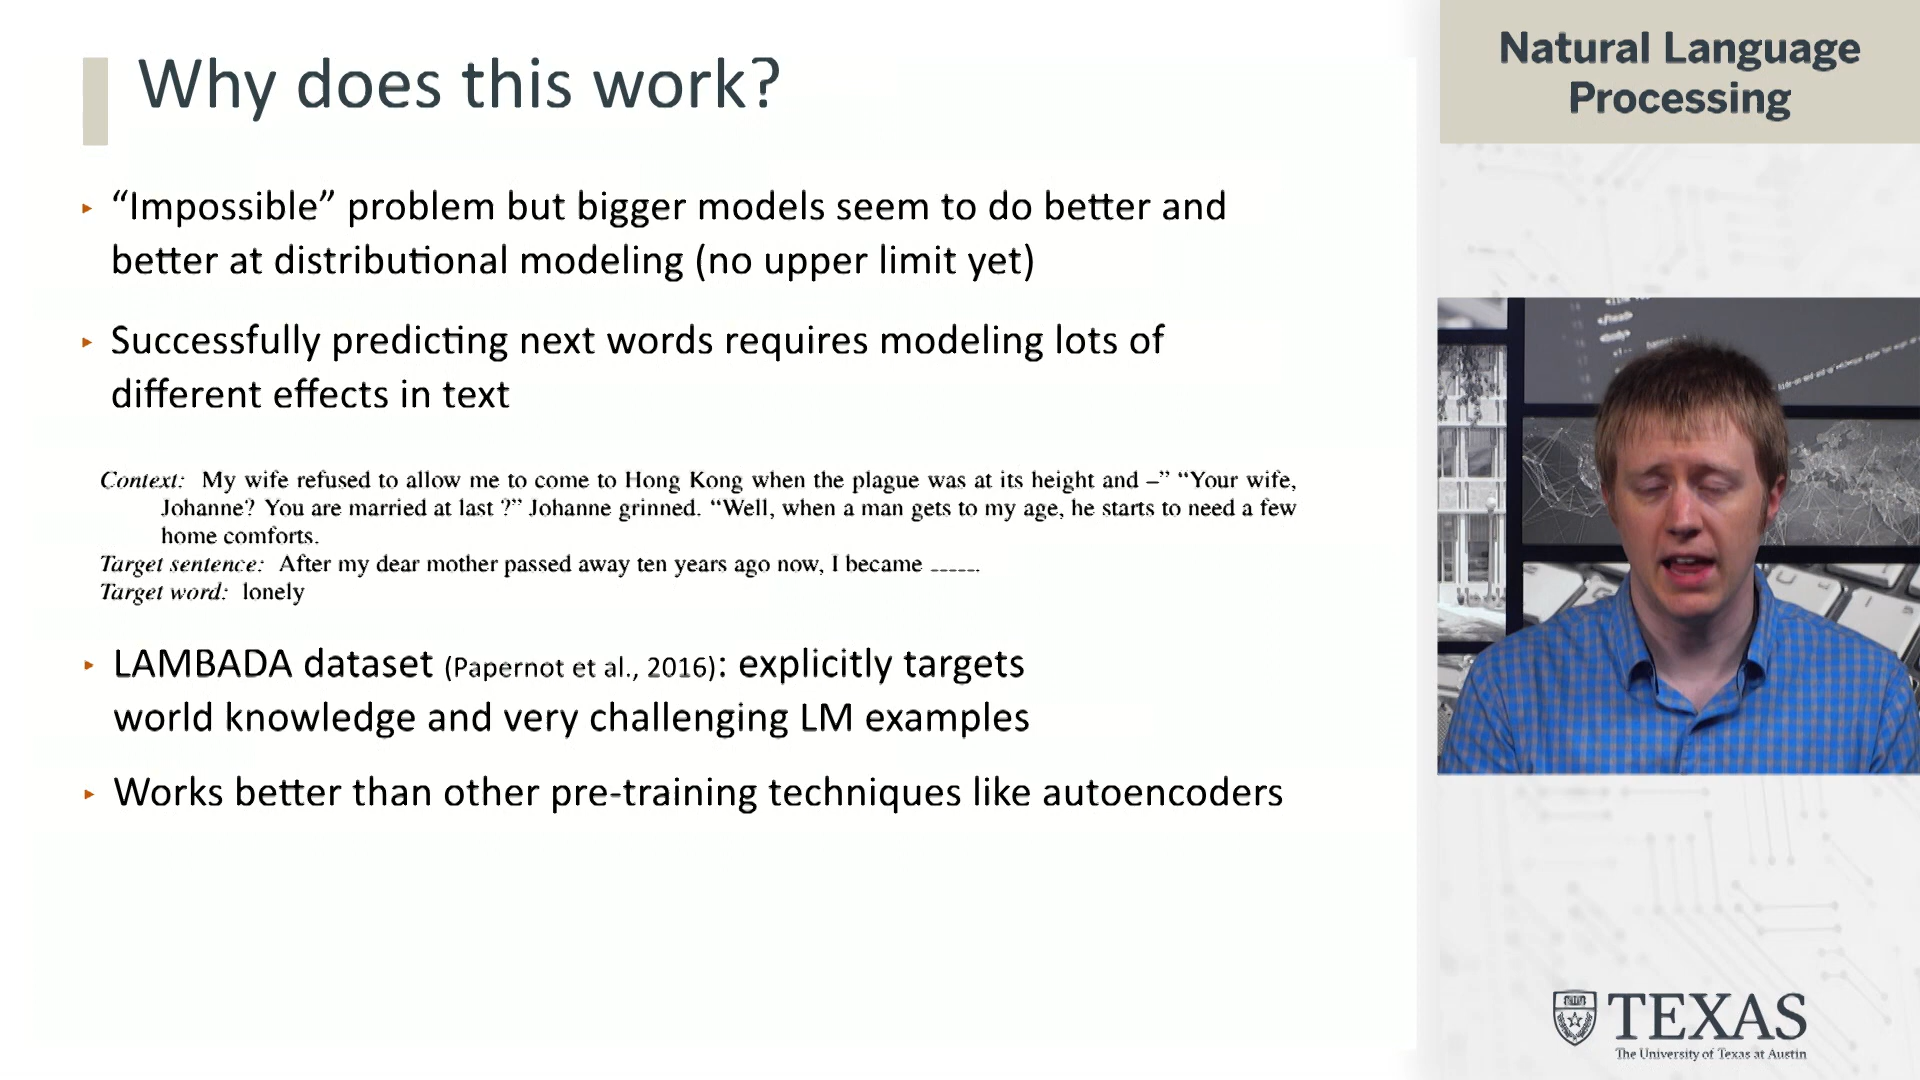 Why does this work?
Natural Language
Processing
‣ “Impossible” problem but bigger models seem to do better and
better at distributional modeling (no upper limit yet)
‣ Successfully predicting next words requires modeling lots of
different effects in text
Context: My wife refused to allow me to come to Hong Kong when the plague was at its height and –” “Your wife,
Johanne? You are married at last ?” Johanne grinned. “Well, when a man gets to my age, he starts to need a few
home comforts.
Target sentence: After my dear mother passed away ten years ago now, I became ------.
Target word: lonely
‣ LAMBADA dataset (Papernot et al., 2016): explicitly targets
world knowledge and very challenging LM examples
‣ Works better than other pre-training techniques like autoencoders
TEXAS
The University of Texas at Austin